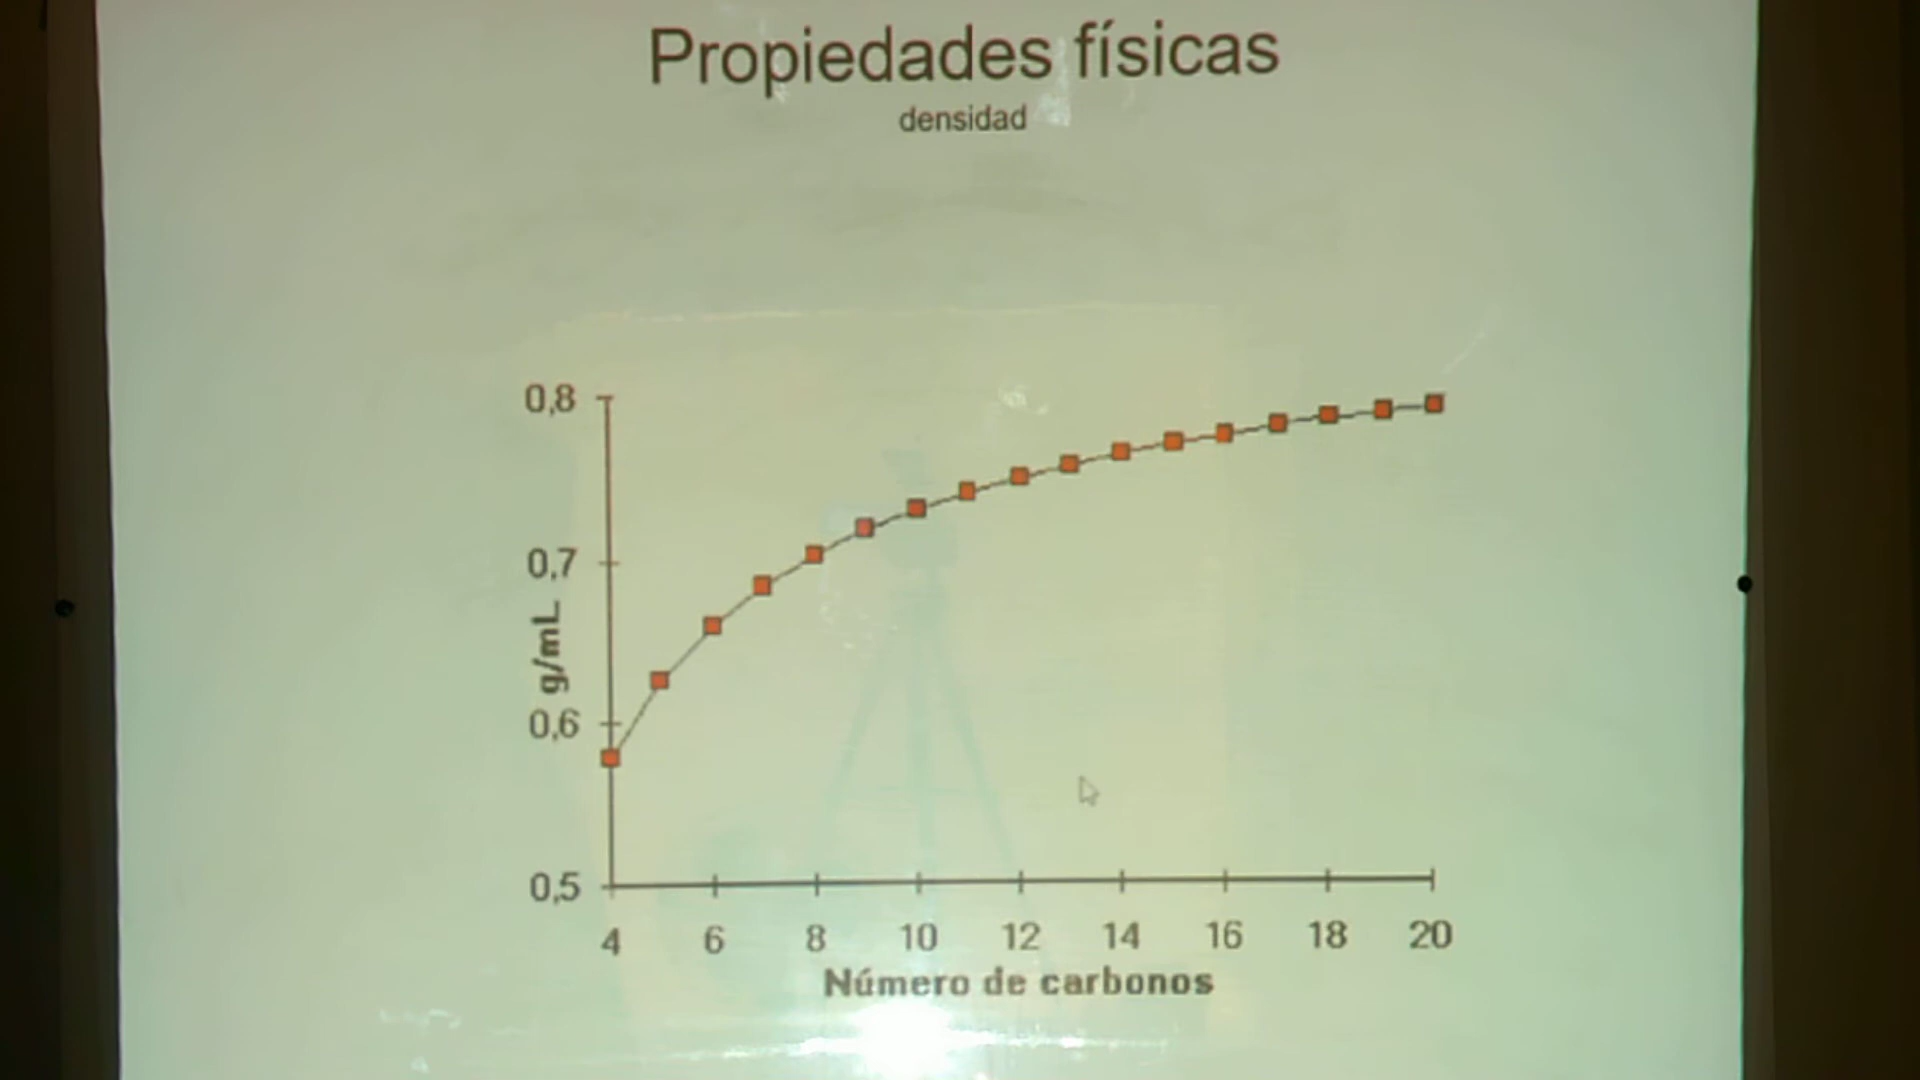 Propiedades físicas
densidad
0,8
0,7
0,6
0,5
g/mL
4 6 8 10 12 14 16 18 20
Número de carbonos